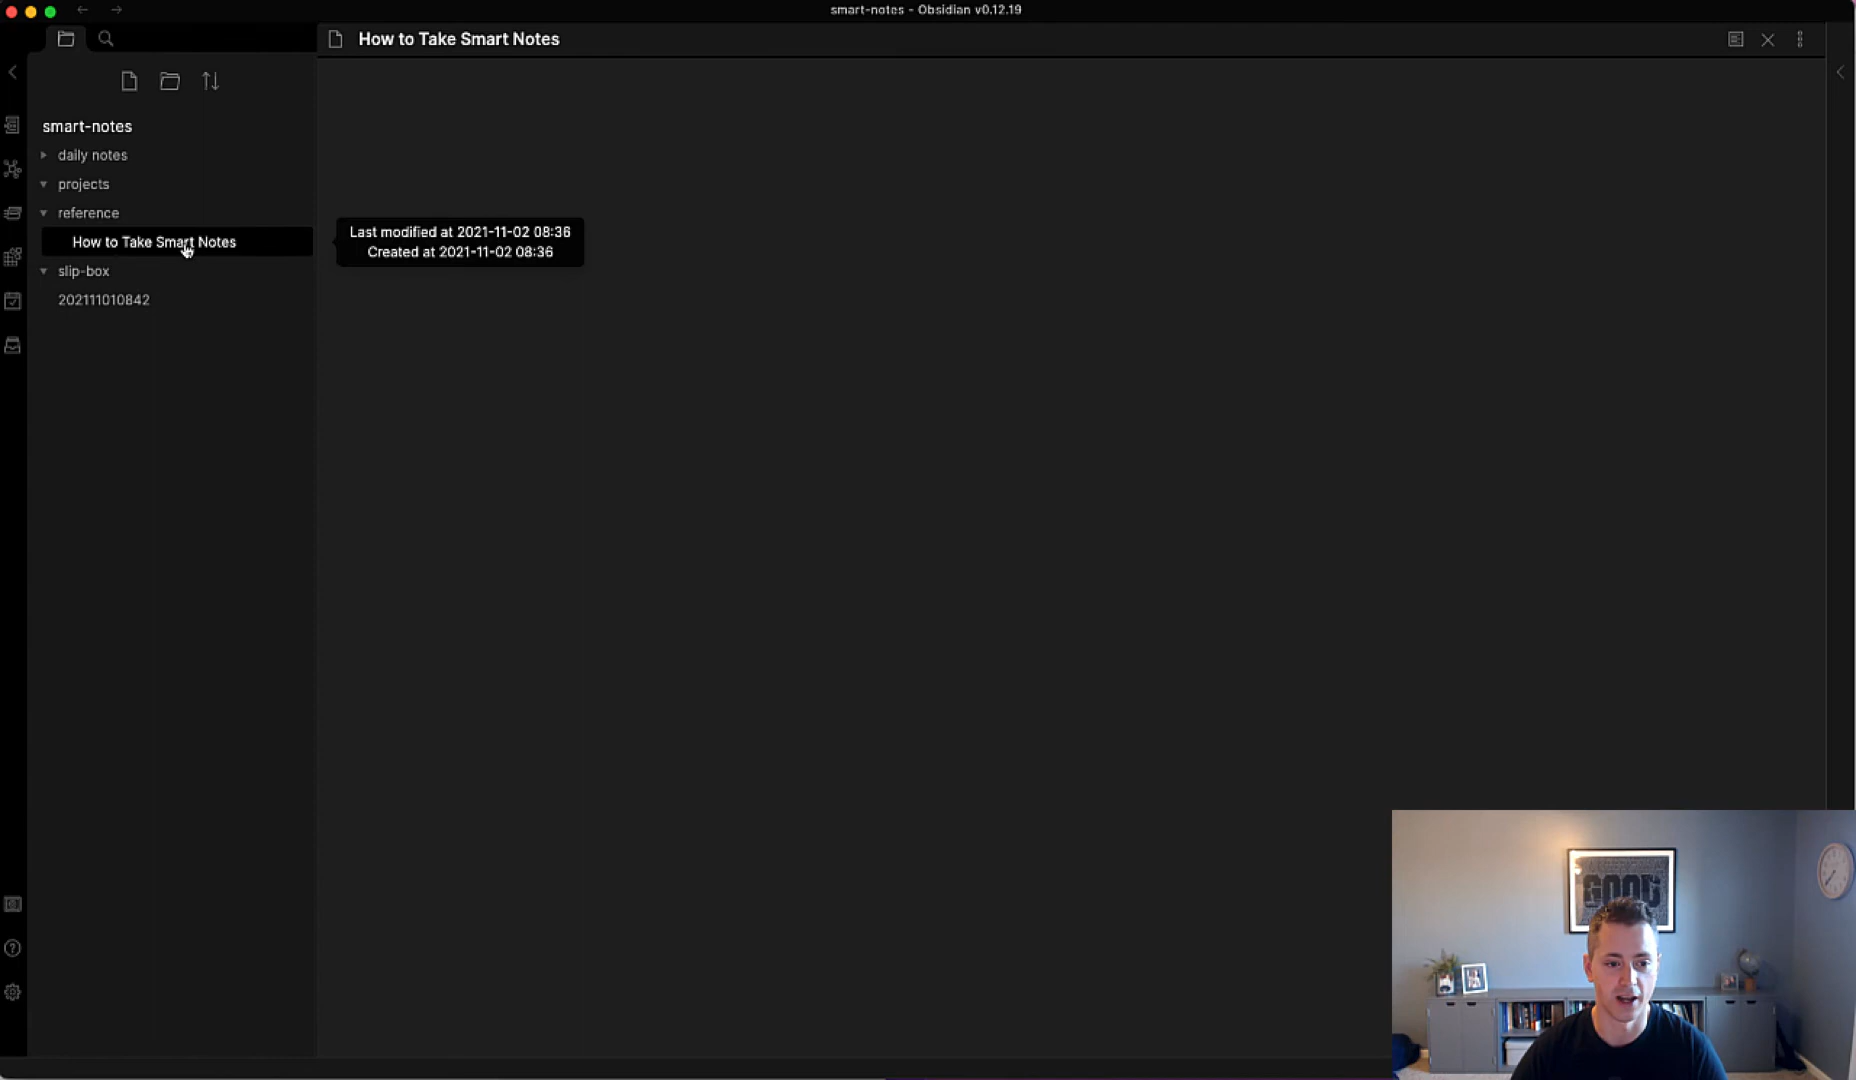 smart-notes - Obsidian v0.12.19
How to Take Smart Notes
smart-notes
daily notes
projects
reference
How to Take Smart Notes
Last modified at 2021-11-02 08:36
Created at 2021-11-02 08:36
slip-box
202111010842
GOOD